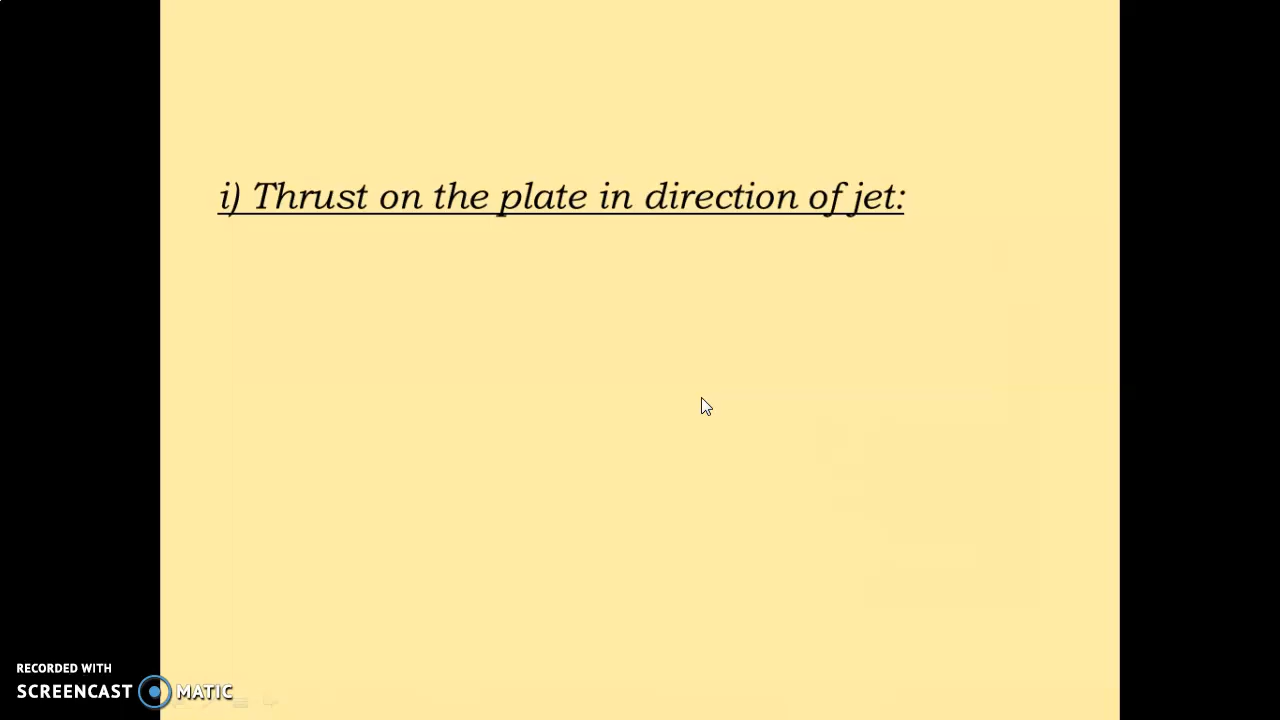 i) Thrust on the plate in direction of jet:
RECORDED WITH
SCREENCAST MATIC